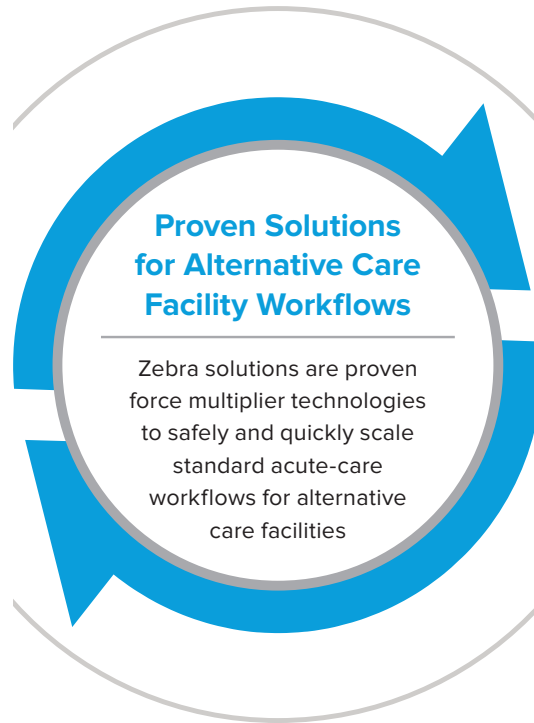 Proven Solutions
for Alternative Care
Facility Workflows
Zebra solutions are proven
force multiplier technologies
to safely and quickly scale
standard acute-care
workflows for alternative
care facilities